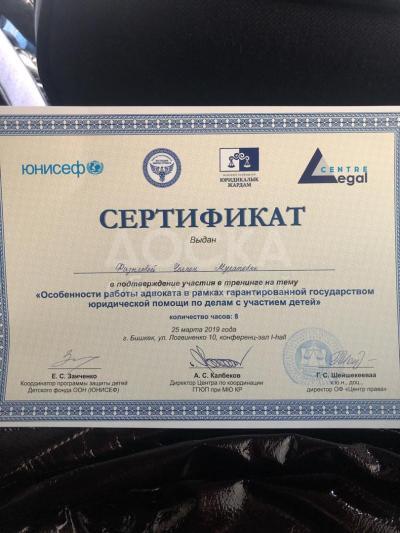 ЮНИСЕФ
ЮРИДИКАЛЫК
ЖАРДАМ
CENTRE
Legal
СЕРТИФИКАТ
Выдан
ЛОСКА
в подтверждение участия в тренинге на тему
«Особенности работы адвоката в рамках гарантированной государством
юридической помощи по делам с участием детей»
количество часов: 8
25 марта 2019 года
г. Бишкек, ул. Логвиненко 10, конференц-зал I-hall
Е. С. Заиченко
Координатор программы защиты детей
Детского фонда ООН (ЮНИСЕФ)
А. С. Калбеков
Директор Центра по координации
ГГЮП при МЮ КР
Г. С. Шейшекеева
к.ю.н., доц.,
директор ОФ «Центр права»